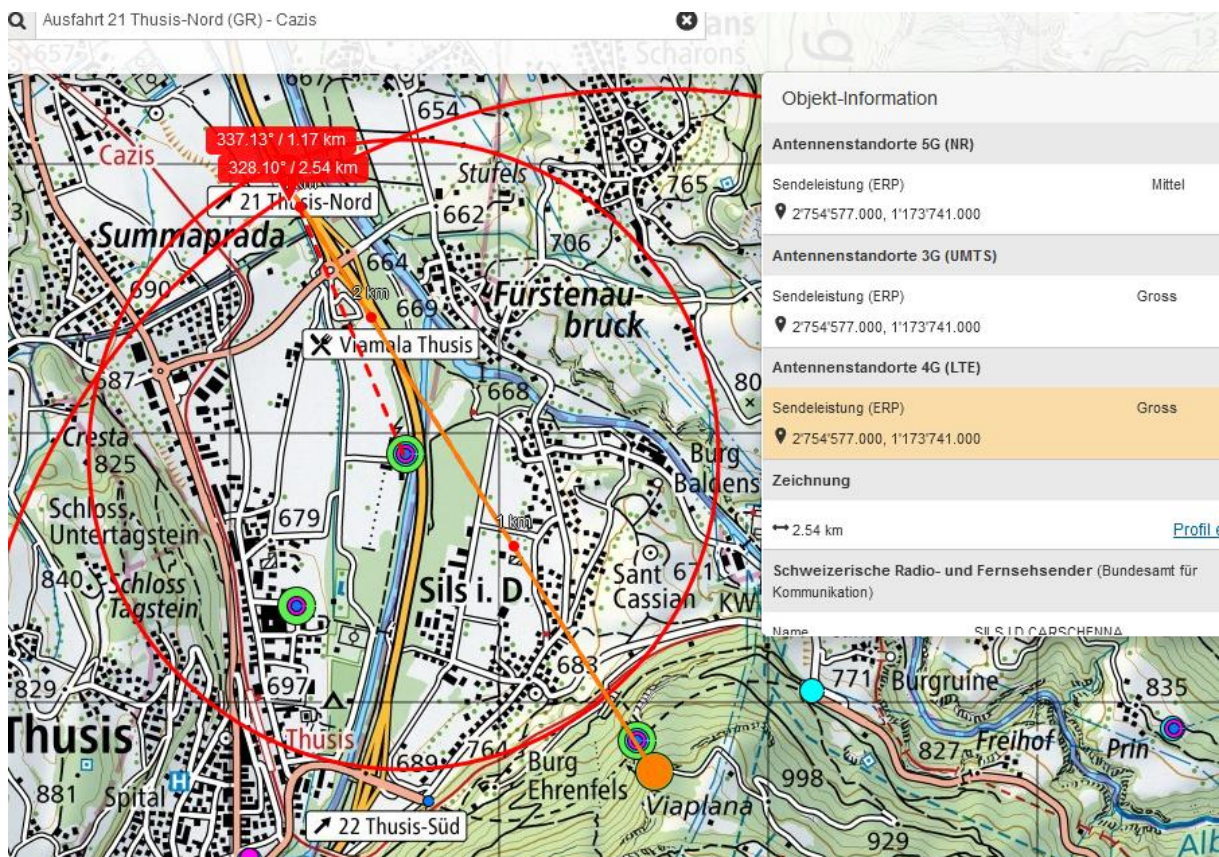 Ausfahrt 21 Thusis-Nord (GR) - Cazis
Scharons
667
654
Cazis
337.13° / 1.17 km
328.10° / 2.54 km
Stufels
765
21 Thusis-Nord
662
Summaprada
706
664
690
2 km
669
Fürstenau-
bruck
Viamala Thusis
587
668
80
Cresta
825
Burg
Baldens
Schloss
Untertagstein
679
1 km
840
Schloss
Tagstein
Sils i. D.
Sant
Cassian
671
KW
683
829
697
Thusis
Thusis
764
689
Burg
Ehrenfels
771
Burgruine
835
827
Freihof
Prin
998
881
Spital
H
Viaplana
22 Thusis-Süd
929
Alb
Objekt-Information
Antennenstandorte 5G (NR)
Sendeleistung (ERP) Mittel
2'754'577.000, 1'173'741.000
Antennenstandorte 3G (UMTS)
Sendeleistung (ERP) Gross
2'754'577.000, 1'173'741.000
Antennenstandorte 4G (LTE)
Sendeleistung (ERP) Gross
2'754'577.000, 1'173'741.000
Zeichnung
2.54 km Profil
Schweizerische Radio- und Fernsehsender (Bundesamt für
Kommunikation)
Name SILS I.D.CARSCHENNA